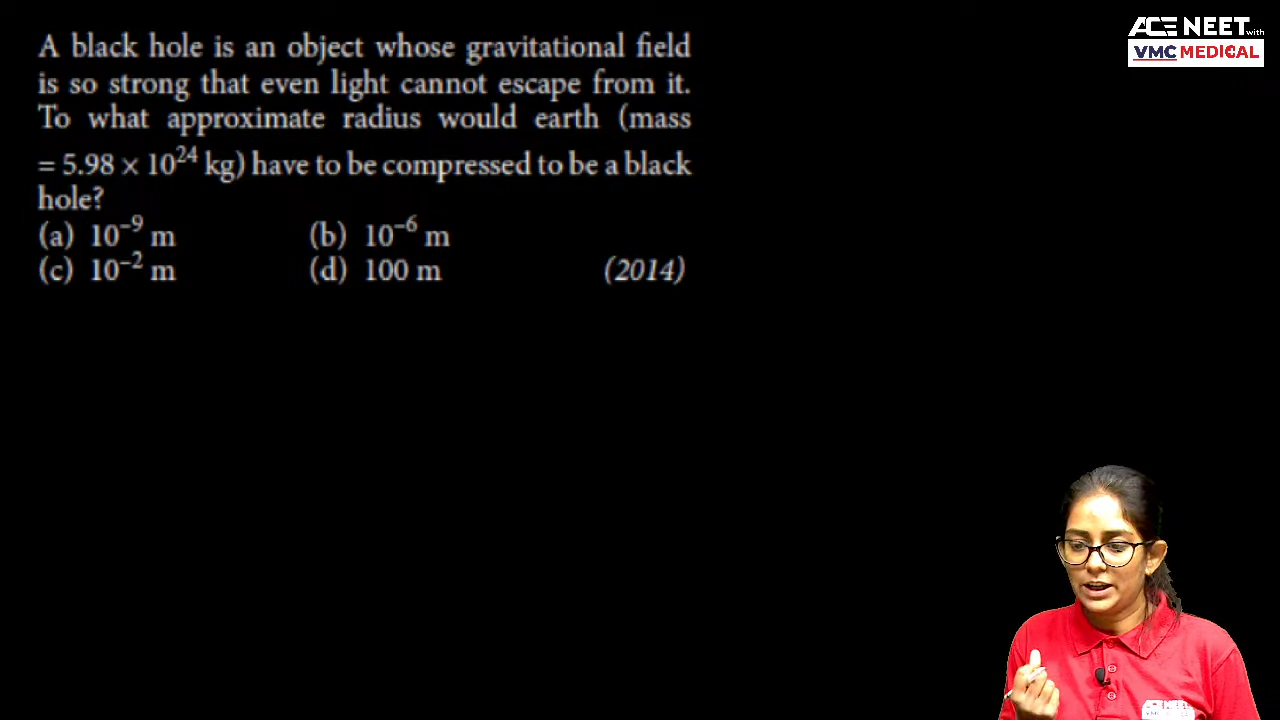 ACE NEET with
VMC MEDICAL
A black hole is an object whose gravitational field
is so strong that even light cannot escape from it.
To what approximate radius would earth (mass
= 5.98 × 10²⁴ kg) have to be compressed to be a black
hole?
(a) 10⁻⁹ m (b) 10⁻⁶ m
(c) 10⁻² m (d) 100 m (2014)